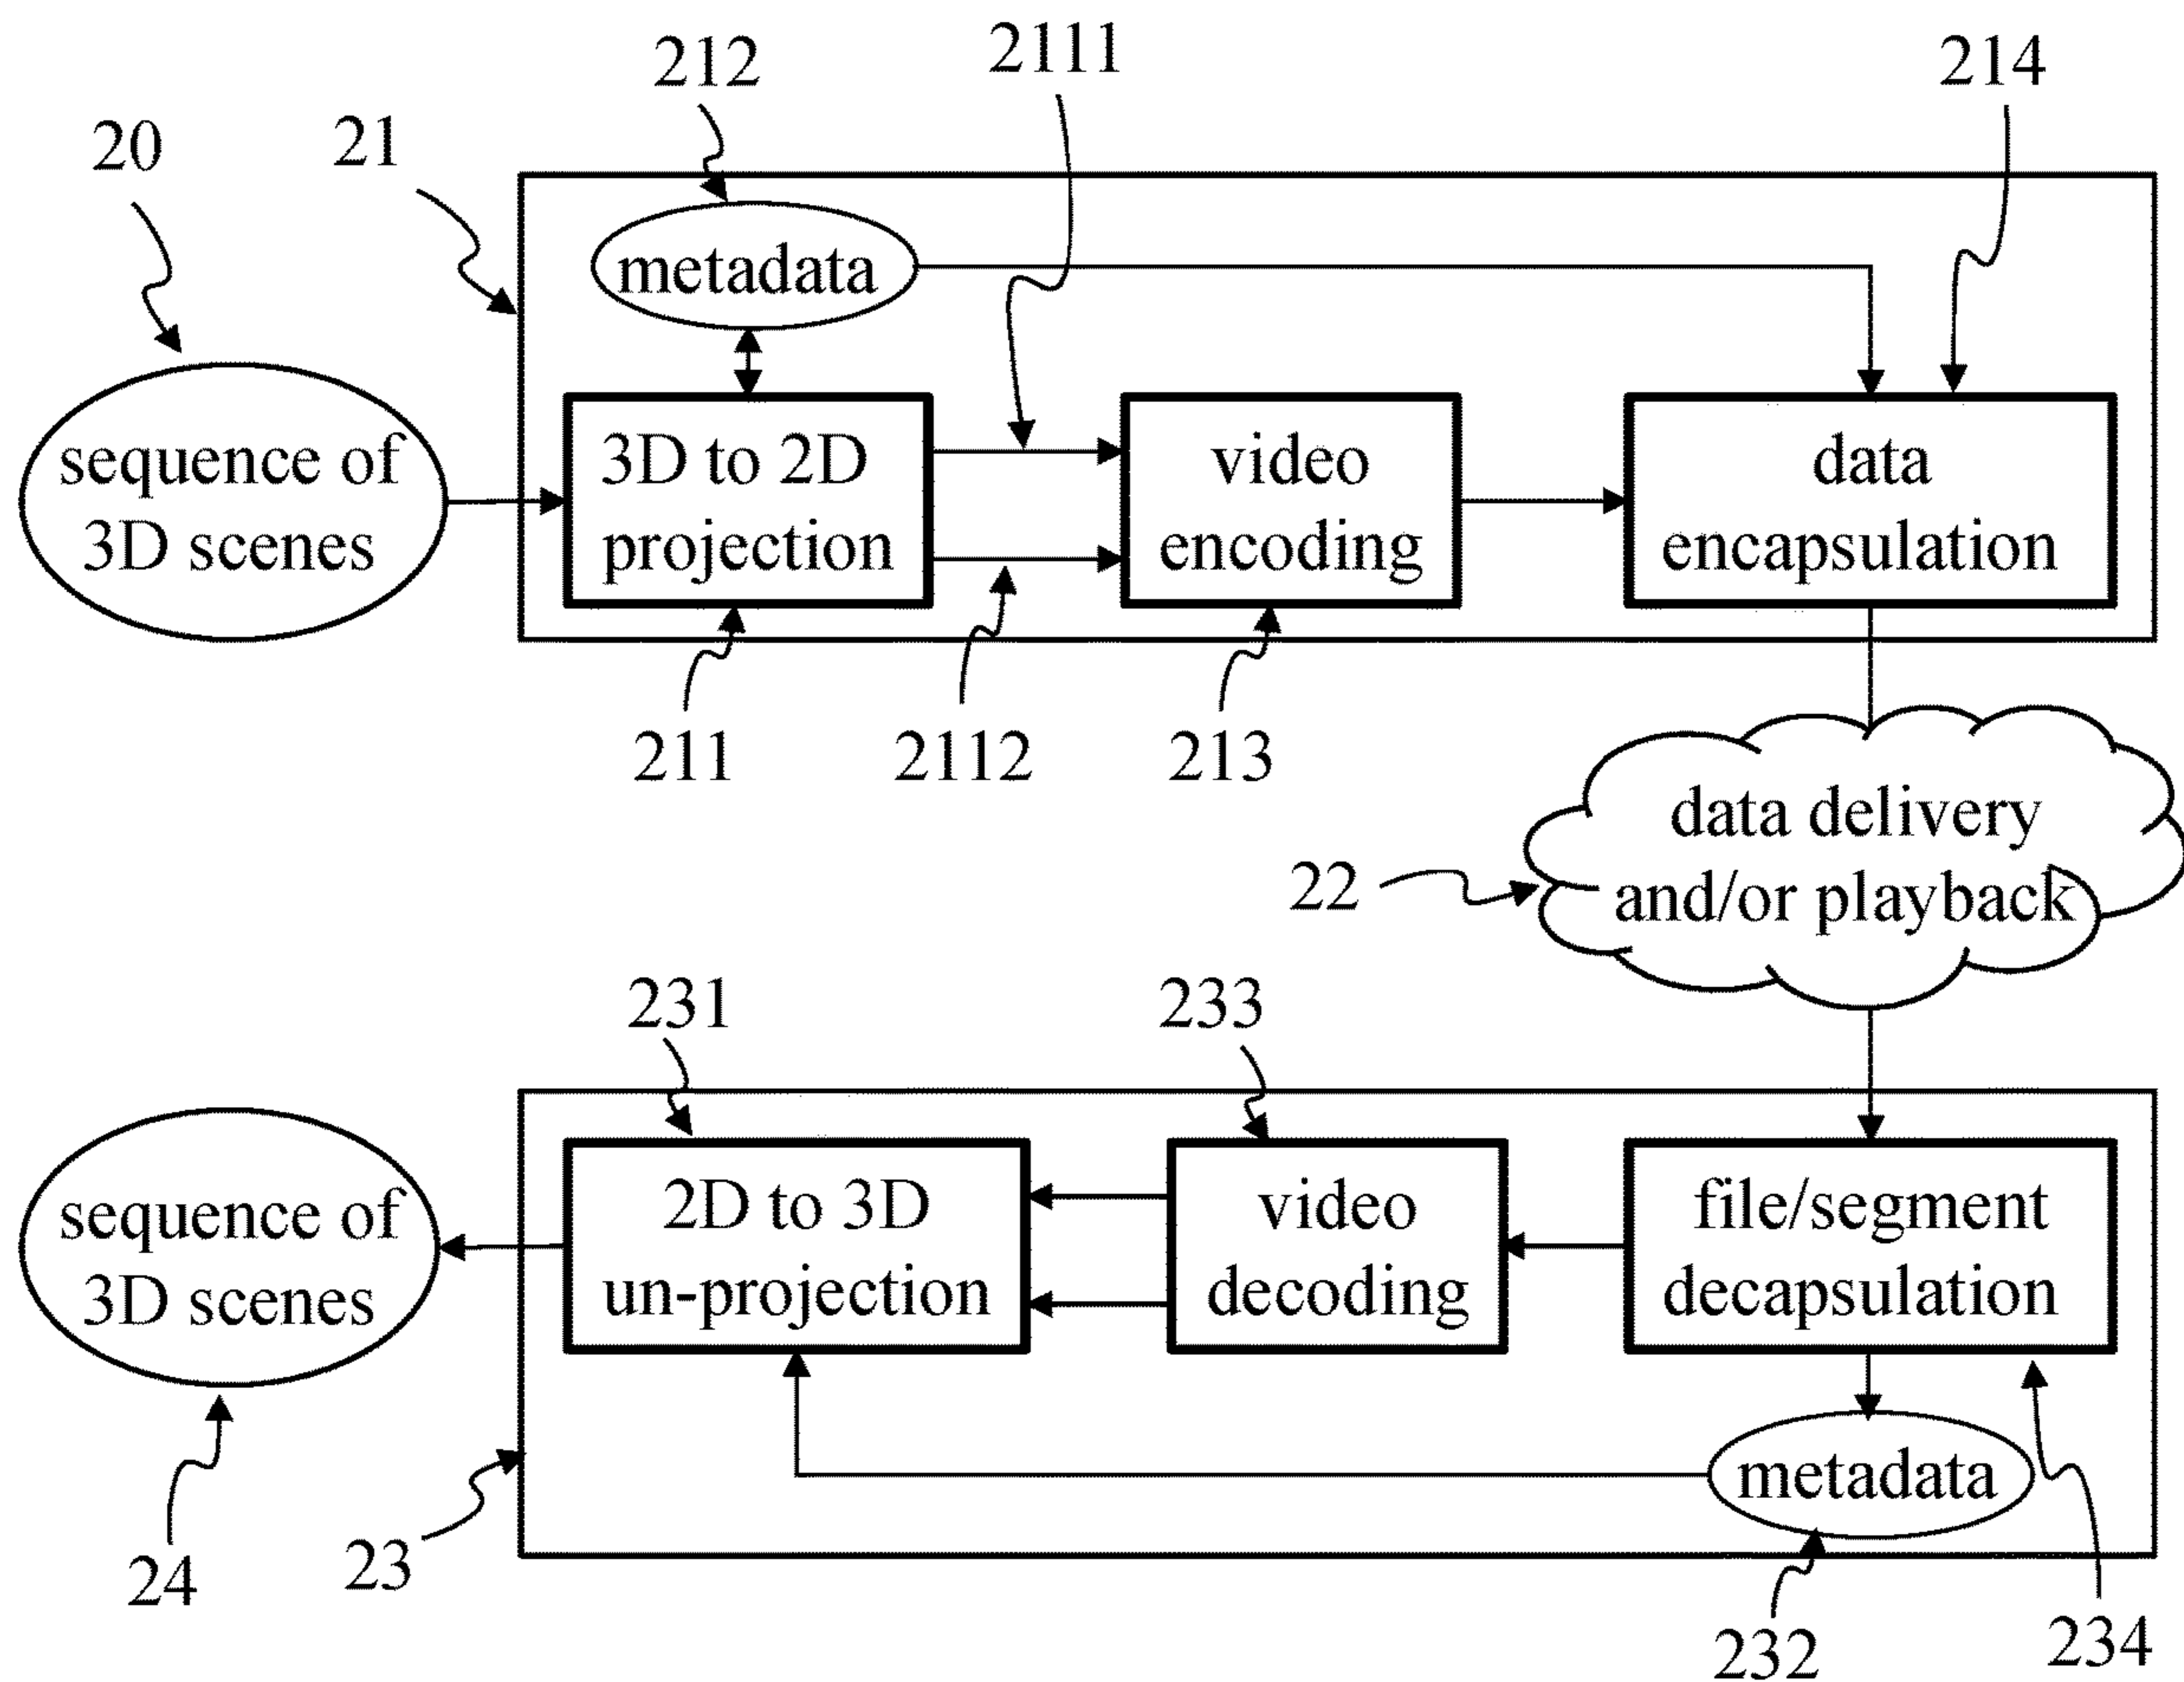 212
2111
214
20
21
metadata
sequence of
3D scenes
3D to 2D
projection
video
encoding
data
encapsulation
211
2112
213
data delivery
and/or playback
22
231
233
sequence of
3D scenes
2D to 3D
un-projection
video
decoding
file/segment
decapsulation
metadata
24
23
232
234